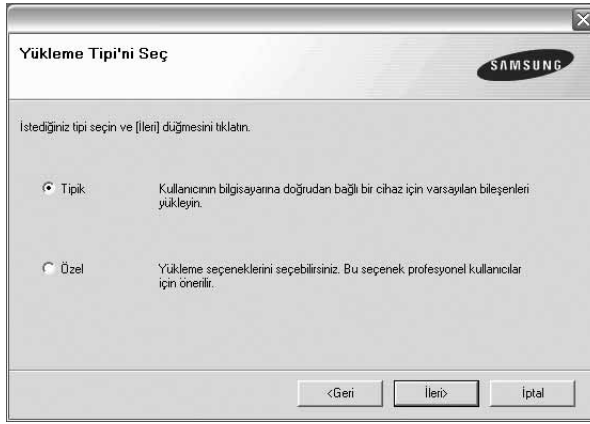 Yükleme Tipi'ni Seç
SAMSUNG
İstediğiniz tipi seçin ve [İleri] düğmesini tıklatın.
Tipik
Kullanıcının bilgisayarına doğrudan bağlı bir cihaz için varsayılan bileşenleri
yükleyin.
Özel
Yükleme seçeneklerini seçebilirsiniz. Bu seçenek profesyonel kullanıcılar
için önerilir.
<Geri
İleri>
İptal